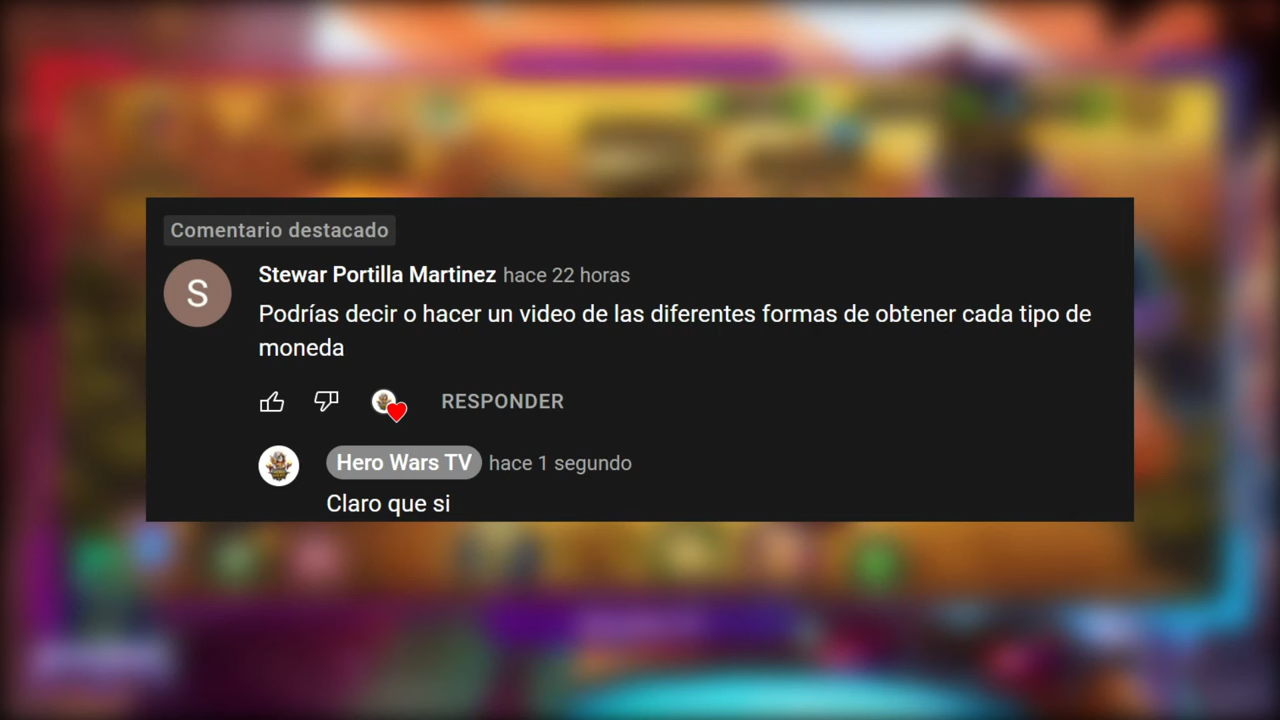 Comentario destacado
S
Stewar Portilla Martinez hace 22 horas
Podrías decir o hacer un video de las diferentes formas de obtener cada tipo de
moneda
RESPONDER
Hero Wars TV hace 1 segundo
Claro que si